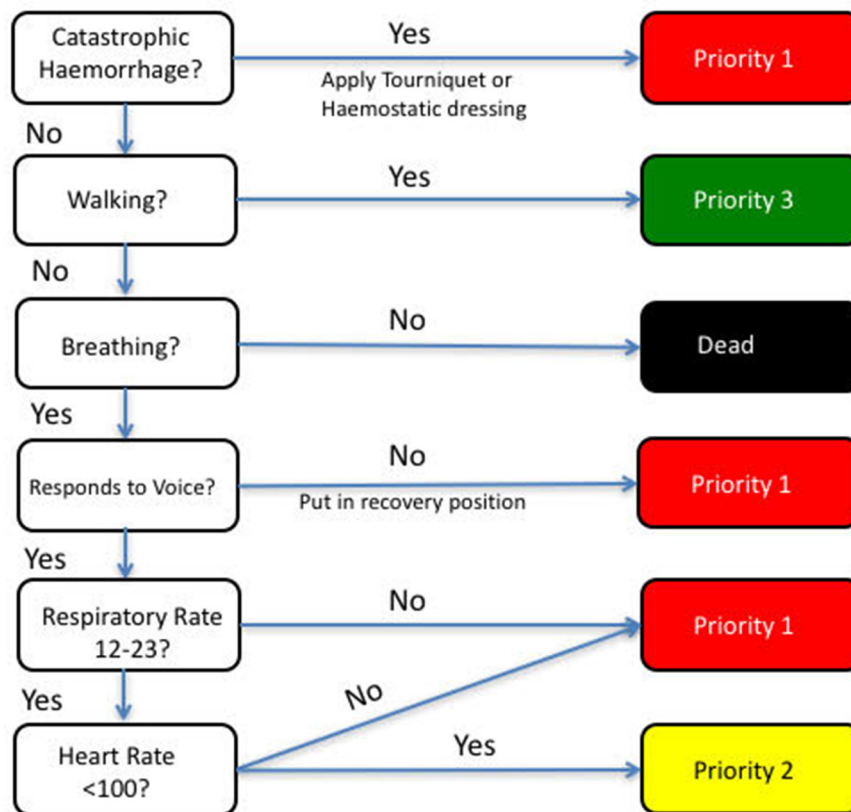 Catastrophic
Haemorrhage?
Yes
Apply Tourniquet or
Haemostatic dressing
Priority 1
No
Walking?
Yes
Priority 3
No
Breathing?
No
Dead
Yes
Responds to Voice?
No
Put in recovery position
Priority 1
Yes
Respiratory Rate
12-23?
No
Priority 1
Yes
No
Heart Rate
<100?
Yes
Priority 2